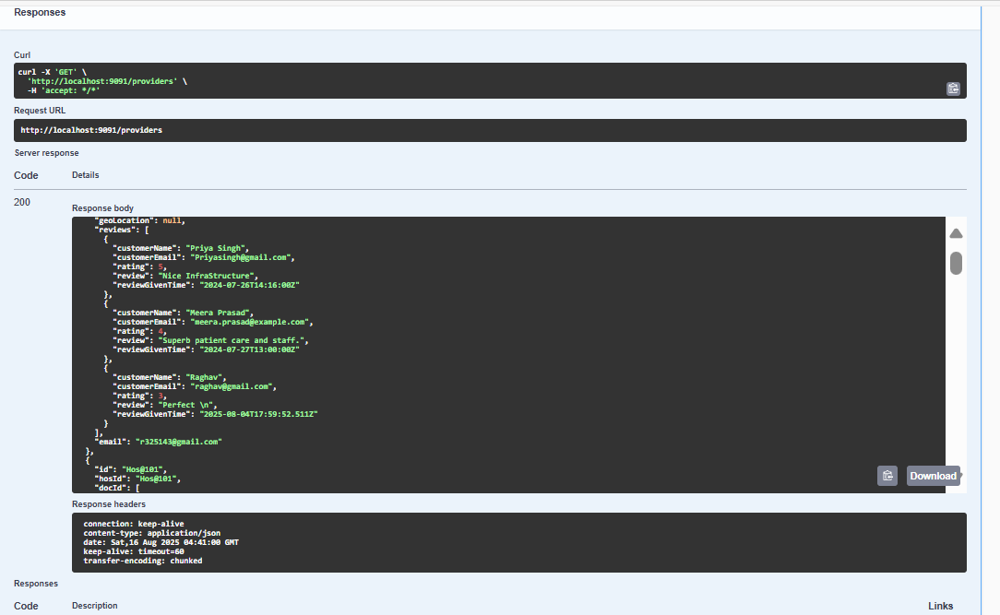 Responses
Curl
curl -X 'GET' \
'http://localhost:9091/providers' \
-H 'accept: */*'
Request URL
http://localhost:9091/providers
Server response
Code Details
200
Response body
"geoLocation": null,
"reviews": [
{
"customerName": "Priya Singh",
"customerEmail": "Priyasingh@gmail.com",
"rating": 5,
"review": "Nice InfraStructure",
"reviewGivenTime": "2024-07-26T14:16:00Z"
},
{
"customerName": "Meera Prasad",
"customerEmail": "meera.prasad@example.com",
"rating": 4,
"review": "Superb patient care and staff.",
"reviewGivenTime": "2024-07-27T13:00:00Z"
},
{
"customerName": "Raghav",
"customerEmail": "raghav@gmail.com",
"rating": 3,
"review": "Perfect \n",
"reviewGivenTime": "2025-08-04T17:59:52.511Z"
}
],
"email": "r325143@gmail.com"
},
{
"id": "Hos@101",
"hosId": "Hos@101",
"docId": [
Download
Response headers
connection: keep-alive
content-type: application/json
date: Sat,16 Aug 2025 04:41:00 GMT
keep-alive: timeout=60
transfer-encoding: chunked
Responses
Code Description Links